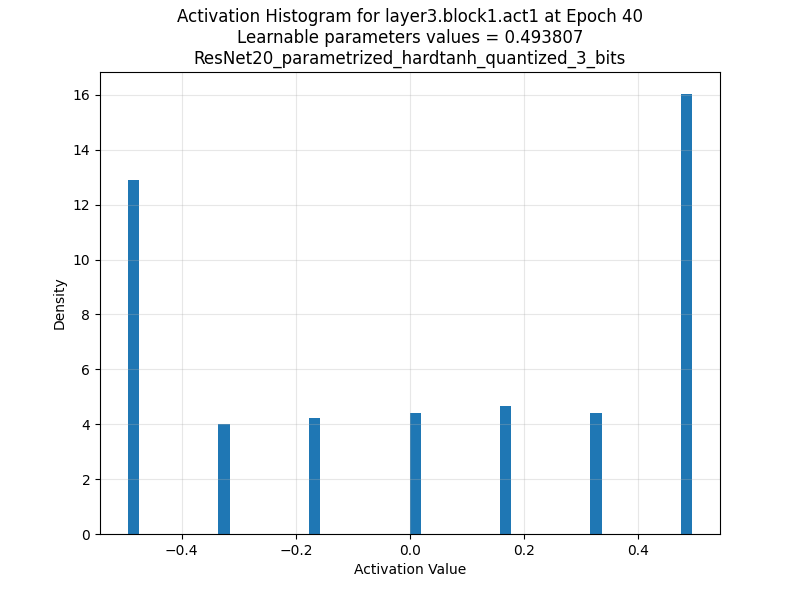 Activation Histogram for layer3.block1.act1 at Epoch 40
Learnable parameters values = 0.493807
ResNet20_parametrized_hardtanh_quantized_3_bits
16
14
12
10
8
6
4
2
0
Density
−0.4
−0.2
0.0
0.2
0.4
Activation Value